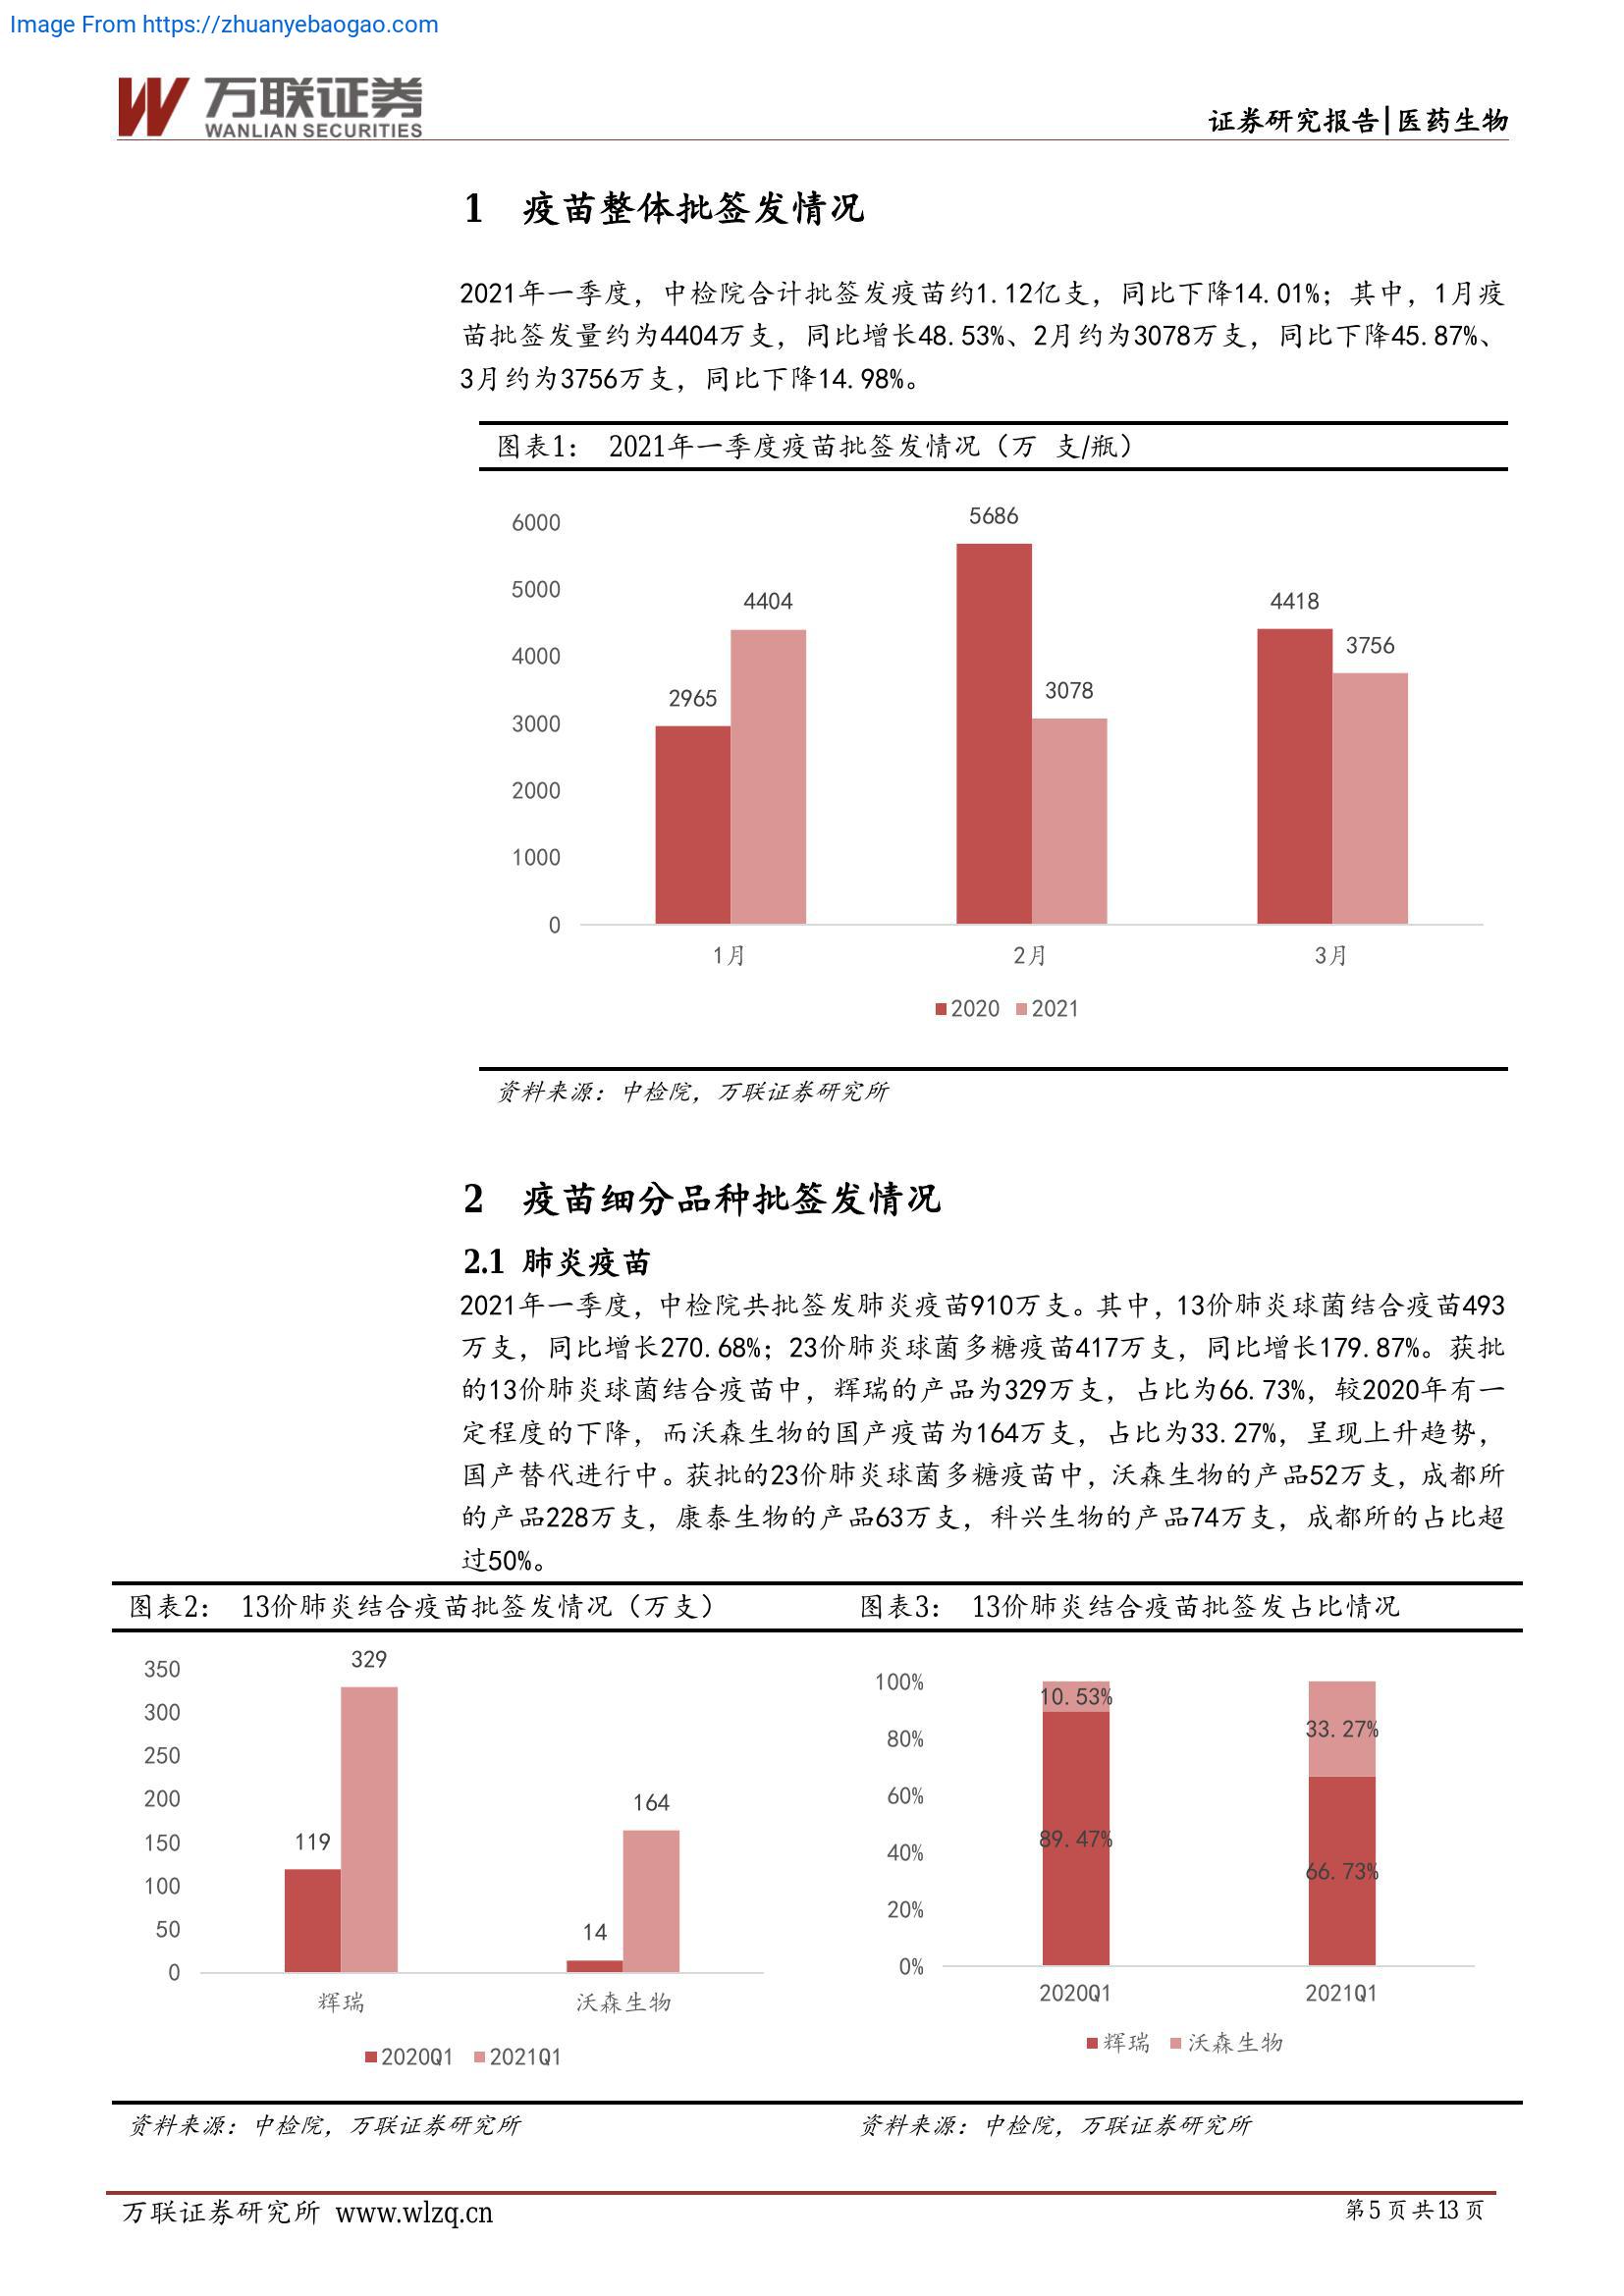 Image From https://zhuanyebaogao.com
万联证券
WANLIAN SECURITIES
证券研究报告|医药生物
1 疫苗整体批签发情况
2021年一季度，中检院合计批签发疫苗约1.12亿支，同比下降14.01%；其中，1月疫
苗批签发量约为4404万支，同比增长48.53%、2月约为3078万支，同比下降45.87%、
3月约为3756万支，同比下降14.98%。
图表1： 2021年一季度疫苗批签发情况（万 支/瓶）
6000
5000
4000
3000
2000
1000
0
2965
4404
5686
3078
4418
3756
1月
2月
3月
2020 2021
资料来源：中检院，万联证券研究所
2 疫苗细分品种批签发情况
2.1 肺炎疫苗
2021年一季度，中检院共批签发肺炎疫苗910万支。其中，13价肺炎球菌结合疫苗493
万支，同比增长270.68%；23价肺炎球菌多糖疫苗417万支，同比增长179.87%。获批
的13价肺炎球菌结合疫苗中，辉瑞的产品为329万支，占比为66.73%，较2020年有一
定程度的下降，而沃森生物的国产疫苗为164万支，占比为33.27%，呈现上升趋势，
国产替代进行中。获批的23价肺炎球菌多糖疫苗中，沃森生物的产品52万支，成都所
的产品228万支，康泰生物的产品63万支，科兴生物的产品74万支，成都所的占比超
过50%。
图表2： 13价肺炎结合疫苗批签发情况（万支）
350
300
250
200
150
100
50
0
119
329
14
164
辉瑞
沃森生物
2020Q1 2021Q1
资料来源：中检院，万联证券研究所
图表3： 13价肺炎结合疫苗批签发占比情况
100%
80%
60%
40%
20%
0%
10.53%
89.47%
33.27%
66.73%
2020Q1
2021Q1
辉瑞 沃森生物
资料来源：中检院，万联证券研究所
万联证券研究所 www.wlzq.cn
第5页共13页